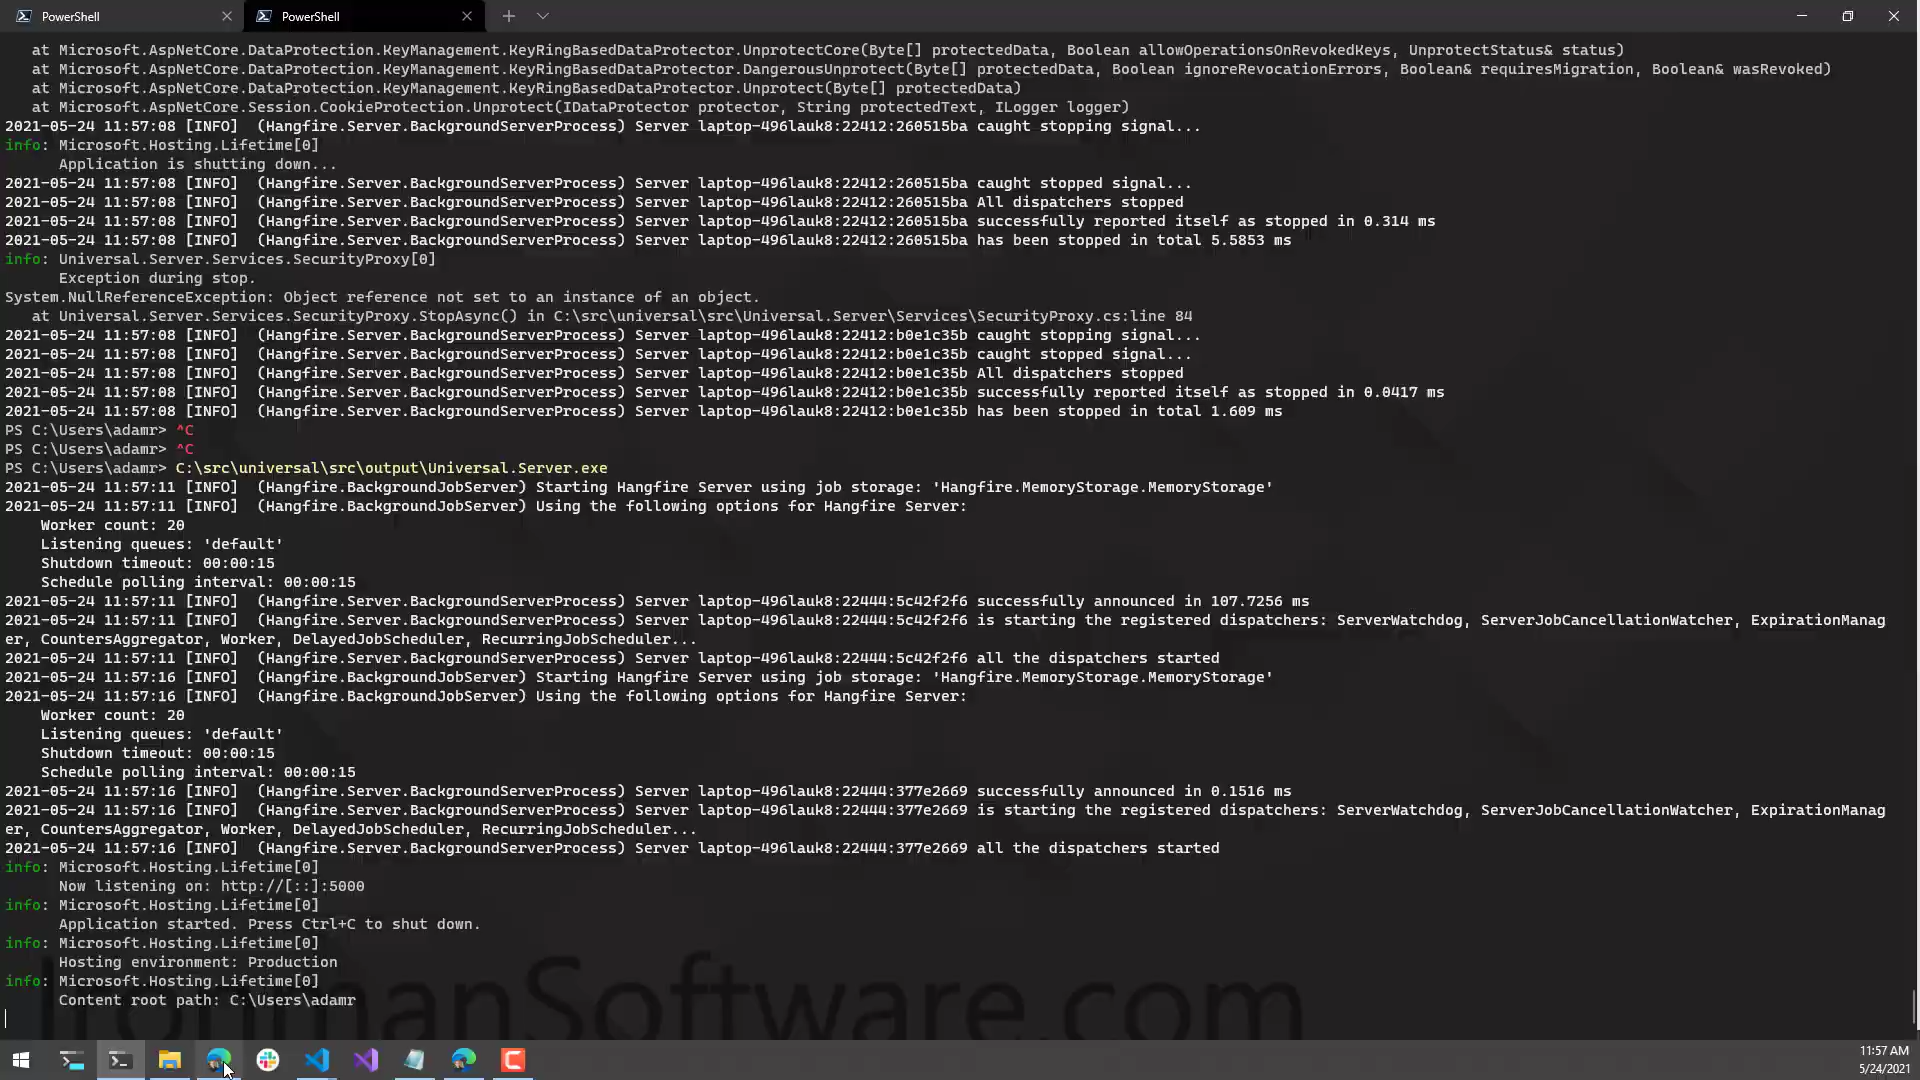 PowerShell
PowerShell
at Microsoft.AspNetCore.DataProtection.KeyManagement.KeyRingBasedDataProtector.UnprotectCore(Byte[] protectedData, Boolean allowOperationsOnRevokedKeys, UnprotectStatus& status)
at Microsoft.AspNetCore.DataProtection.KeyManagement.KeyRingBasedDataProtector.DangerousUnprotect(Byte[] protectedData, Boolean ignoreRevocationErrors, Boolean& requiresMigration, Boolean& wasRevoked)
at Microsoft.AspNetCore.DataProtection.KeyManagement.KeyRingBasedDataProtector.Unprotect(Byte[] protectedData)
at Microsoft.AspNetCore.Session.CookieProtection.Unprotect(IDataProtector protector, String protectedText, ILogger logger)
2021-05-24 11:57:08 [INFO]  (Hangfire.Server.BackgroundServerProcess) Server laptop-496lauk8:22412:260515ba caught stopping signal...
info: Microsoft.Hosting.Lifetime[0]
Application is shutting down...
2021-05-24 11:57:08 [INFO]  (Hangfire.Server.BackgroundServerProcess) Server laptop-496lauk8:22412:260515ba caught stopped signal...
2021-05-24 11:57:08 [INFO]  (Hangfire.Server.BackgroundServerProcess) Server laptop-496lauk8:22412:260515ba All dispatchers stopped
2021-05-24 11:57:08 [INFO]  (Hangfire.Server.BackgroundServerProcess) Server laptop-496lauk8:22412:260515ba successfully reported itself as stopped in 0.314 ms
2021-05-24 11:57:08 [INFO]  (Hangfire.Server.BackgroundServerProcess) Server laptop-496lauk8:22412:260515ba has been stopped in total 5.5853 ms
info: Universal.Server.Services.SecurityProxy[0]
Exception during stop.
System.NullReferenceException: Object reference not set to an instance of an object.
at Universal.Server.Services.SecurityProxy.StopAsync() in C:\src\universal\src\Universal.Server\Services\SecurityProxy.cs:line 84
2021-05-24 11:57:08 [INFO]  (Hangfire.Server.BackgroundServerProcess) Server laptop-496lauk8:22412:b0e1c35b caught stopping signal...
2021-05-24 11:57:08 [INFO]  (Hangfire.Server.BackgroundServerProcess) Server laptop-496lauk8:22412:b0e1c35b caught stopped signal...
2021-05-24 11:57:08 [INFO]  (Hangfire.Server.BackgroundServerProcess) Server laptop-496lauk8:22412:b0e1c35b All dispatchers stopped
2021-05-24 11:57:08 [INFO]  (Hangfire.Server.BackgroundServerProcess) Server laptop-496lauk8:22412:b0e1c35b successfully reported itself as stopped in 0.0417 ms
2021-05-24 11:57:08 [INFO]  (Hangfire.Server.BackgroundServerProcess) Server laptop-496lauk8:22412:b0e1c35b has been stopped in total 1.609 ms
PS C:\Users\adamr> ^C
PS C:\Users\adamr> ^C
PS C:\Users\adamr> C:\src\universal\src\output\Universal.Server.exe
2021-05-24 11:57:11 [INFO]  (Hangfire.BackgroundJobServer) Starting Hangfire Server using job storage: 'Hangfire.MemoryStorage.MemoryStorage'
2021-05-24 11:57:11 [INFO]  (Hangfire.BackgroundJobServer) Using the following options for Hangfire Server:
Worker count: 20
Listening queues: 'default'
Shutdown timeout: 00:00:15
Schedule polling interval: 00:00:15
2021-05-24 11:57:11 [INFO]  (Hangfire.Server.BackgroundServerProcess) Server laptop-496lauk8:22444:5c42f2f6 successfully announced in 107.7256 ms
2021-05-24 11:57:11 [INFO]  (Hangfire.Server.BackgroundServerProcess) Server laptop-496lauk8:22444:5c42f2f6 is starting the registered dispatchers: ServerWatchdog, ServerJobCancellationWatcher, ExpirationManag
er, CountersAggregator, Worker, DelayedJobScheduler, RecurringJobScheduler...
2021-05-24 11:57:11 [INFO]  (Hangfire.Server.BackgroundServerProcess) Server laptop-496lauk8:22444:5c42f2f6 all the dispatchers started
2021-05-24 11:57:16 [INFO]  (Hangfire.BackgroundJobServer) Starting Hangfire Server using job storage: 'Hangfire.MemoryStorage.MemoryStorage'
2021-05-24 11:57:16 [INFO]  (Hangfire.BackgroundJobServer) Using the following options for Hangfire Server:
Worker count: 20
Listening queues: 'default'
Shutdown timeout: 00:00:15
Schedule polling interval: 00:00:15
2021-05-24 11:57:16 [INFO]  (Hangfire.Server.BackgroundServerProcess) Server laptop-496lauk8:22444:377e2669 successfully announced in 0.1516 ms
2021-05-24 11:57:16 [INFO]  (Hangfire.Server.BackgroundServerProcess) Server laptop-496lauk8:22444:377e2669 is starting the registered dispatchers: ServerWatchdog, ServerJobCancellationWatcher, ExpirationManag
er, CountersAggregator, Worker, DelayedJobScheduler, RecurringJobScheduler...
2021-05-24 11:57:16 [INFO]  (Hangfire.Server.BackgroundServerProcess) Server laptop-496lauk8:22444:377e2669 all the dispatchers started
info: Microsoft.Hosting.Lifetime[0]
Now listening on: http://[::]:5000
info: Microsoft.Hosting.Lifetime[0]
Application started. Press Ctrl+C to shut down.
info: Microsoft.Hosting.Lifetime[0]
Hosting environment: Production
info: Microsoft.Hosting.Lifetime[0]
Content root path: C:\Users\adamr
IronmanSoftware.com
11:57 AM
5/24/2021